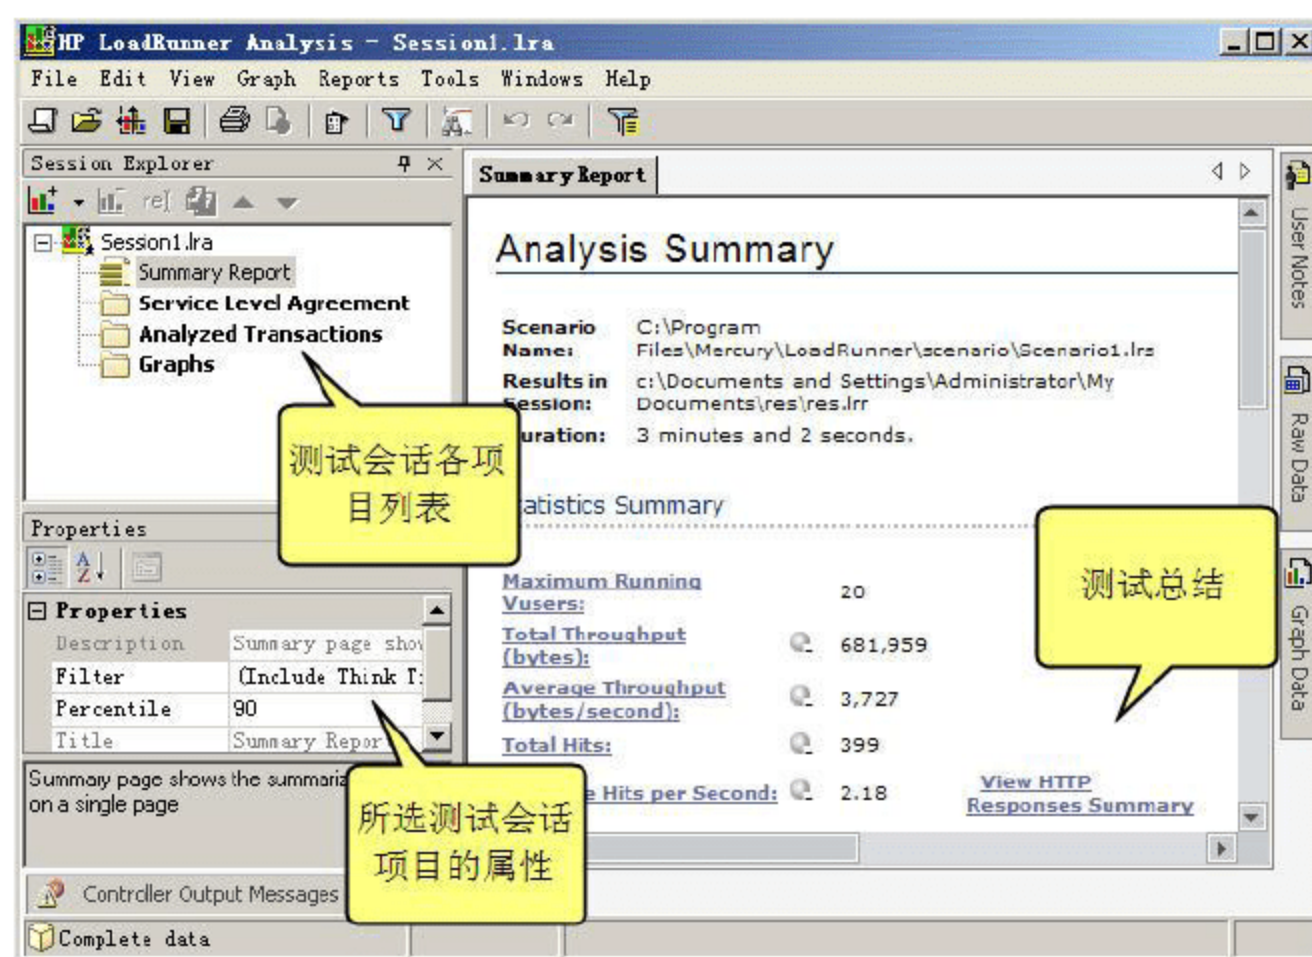 HP LoadRunner Analysis - Session1.lra
File Edit View Graph Reports Tools Windows Help
Session Explorer
Summary Report
Session1.lra
Summary Report
Service Level Agreement
Analyzed Transactions
Graphs
测试会话各项
目列表
Analysis Summary
Scenario Name: C:\Program
Files\Mercury\LoadRunner\scenario\Scenario1.lrs
Results in c:\Documents and Settings\Administrator\My
Session: Documents\res\res.lrr
uration: 3 minutes and 2 seconds.
atistics Summary
Maximum Running
Vusers: 20
Total Throughput
(bytes): 681,959
Average Throughput
(bytes/second): 3,727
Total Hits: 399
e Hits per Second: 2.18
View HTTP
Responses Summary
测试总结
User Notes
Raw Data
Graph Data
Properties
Properties
Description Summary page shov
Filter (Include Think T:
Percentile 90
Title Summary Repor
Summary page shows the summariz
on a single page
所选测试会话
项目的属性
Controller Output Messages
Complete data